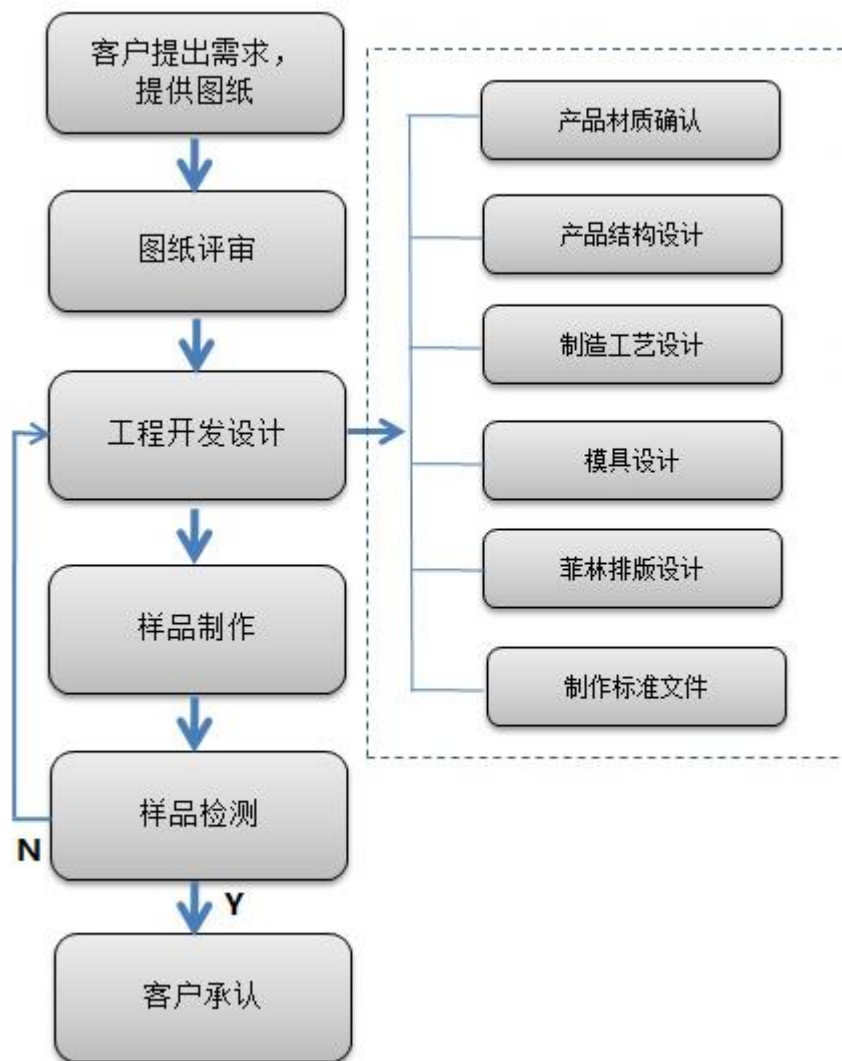 客户提出需求，
提供图纸
图纸评审
工程开发设计
样品制作
样品检测
N
Y
客户承认
产品材质确认
产品结构设计
制造工艺设计
模具设计
菲林排版设计
制作标准文件